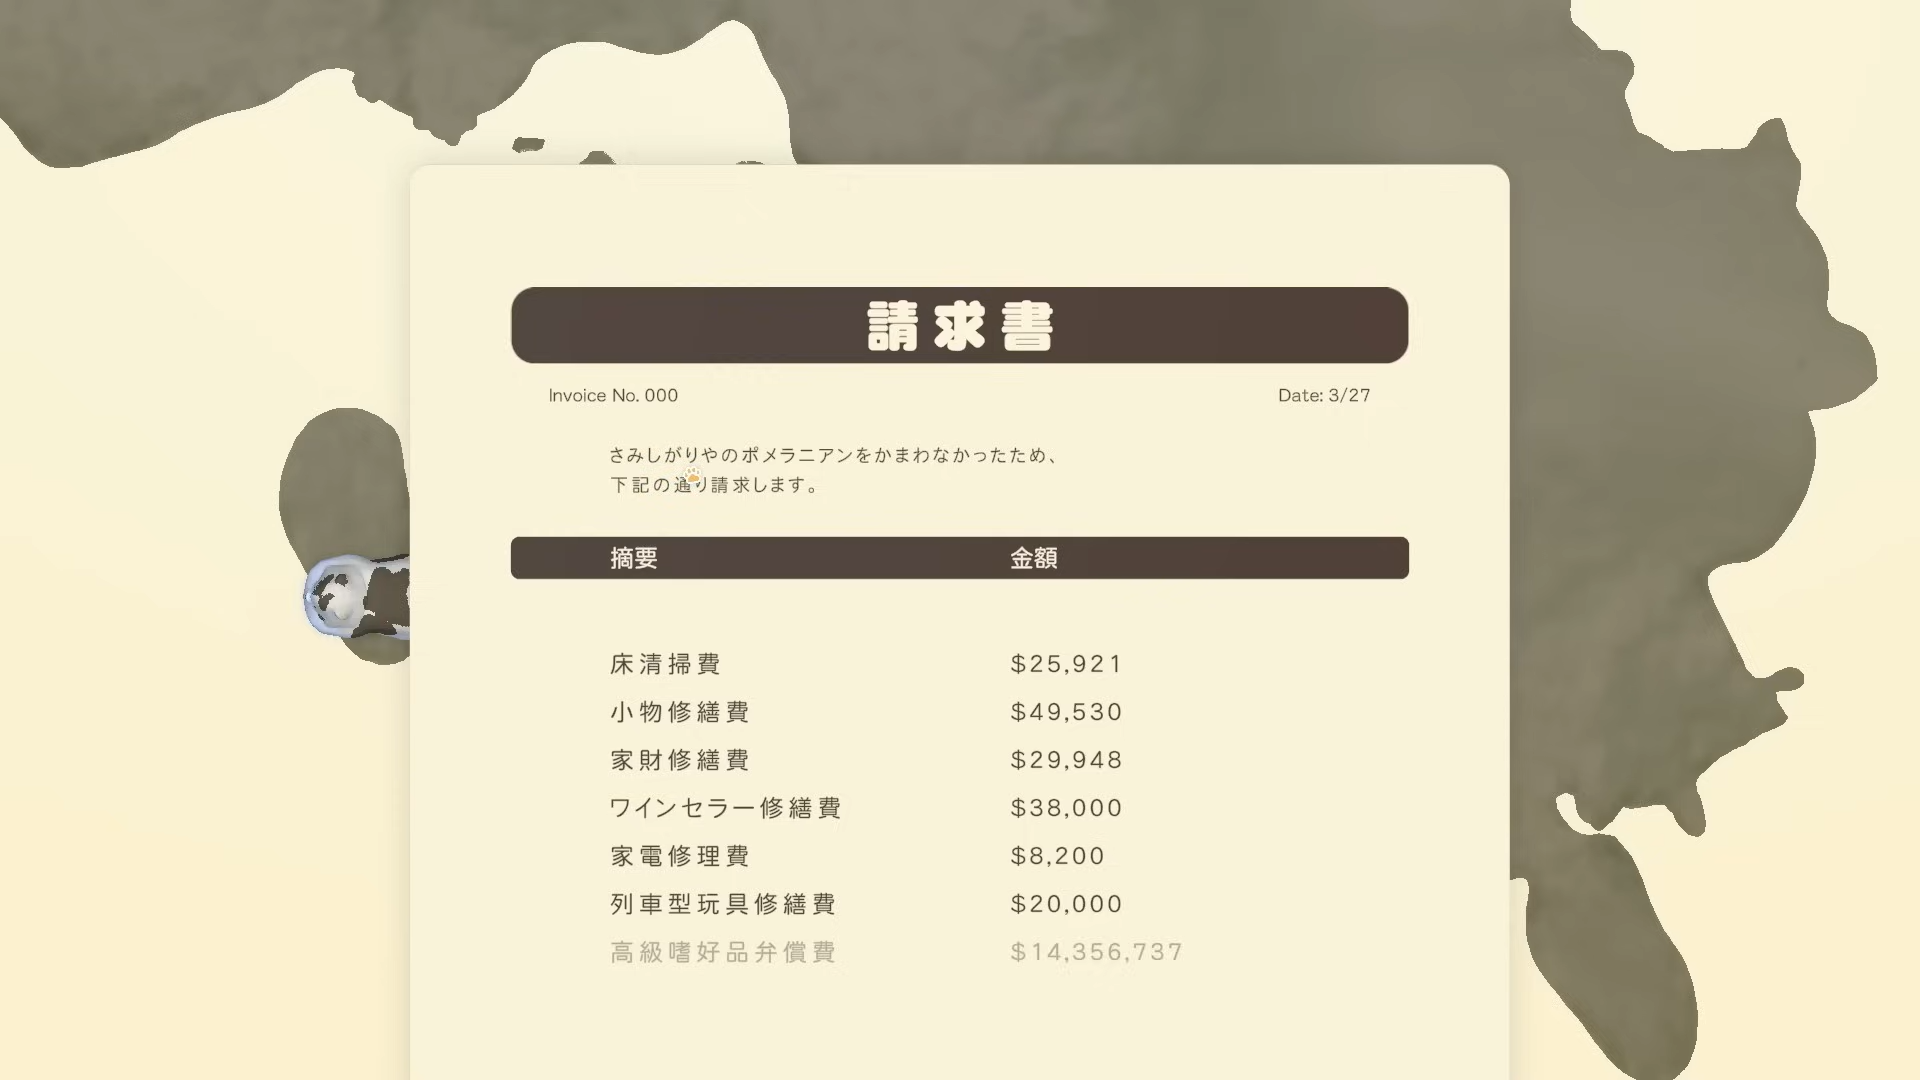 請求書
Invoice No. 000
Date: 3/27
さみしがりやのポメラニアンをかまわなかったため、
下記の通り請求します。
摘要 金額
床清掃費 $25,921
小物修繕費 $49,530
家財修繕費 $29,948
ワインセラー修繕費 $38,000
家電修理費 $8,200
列車型玩具修繕費 $20,000
高級嗜好品弁償費 $14,356,737